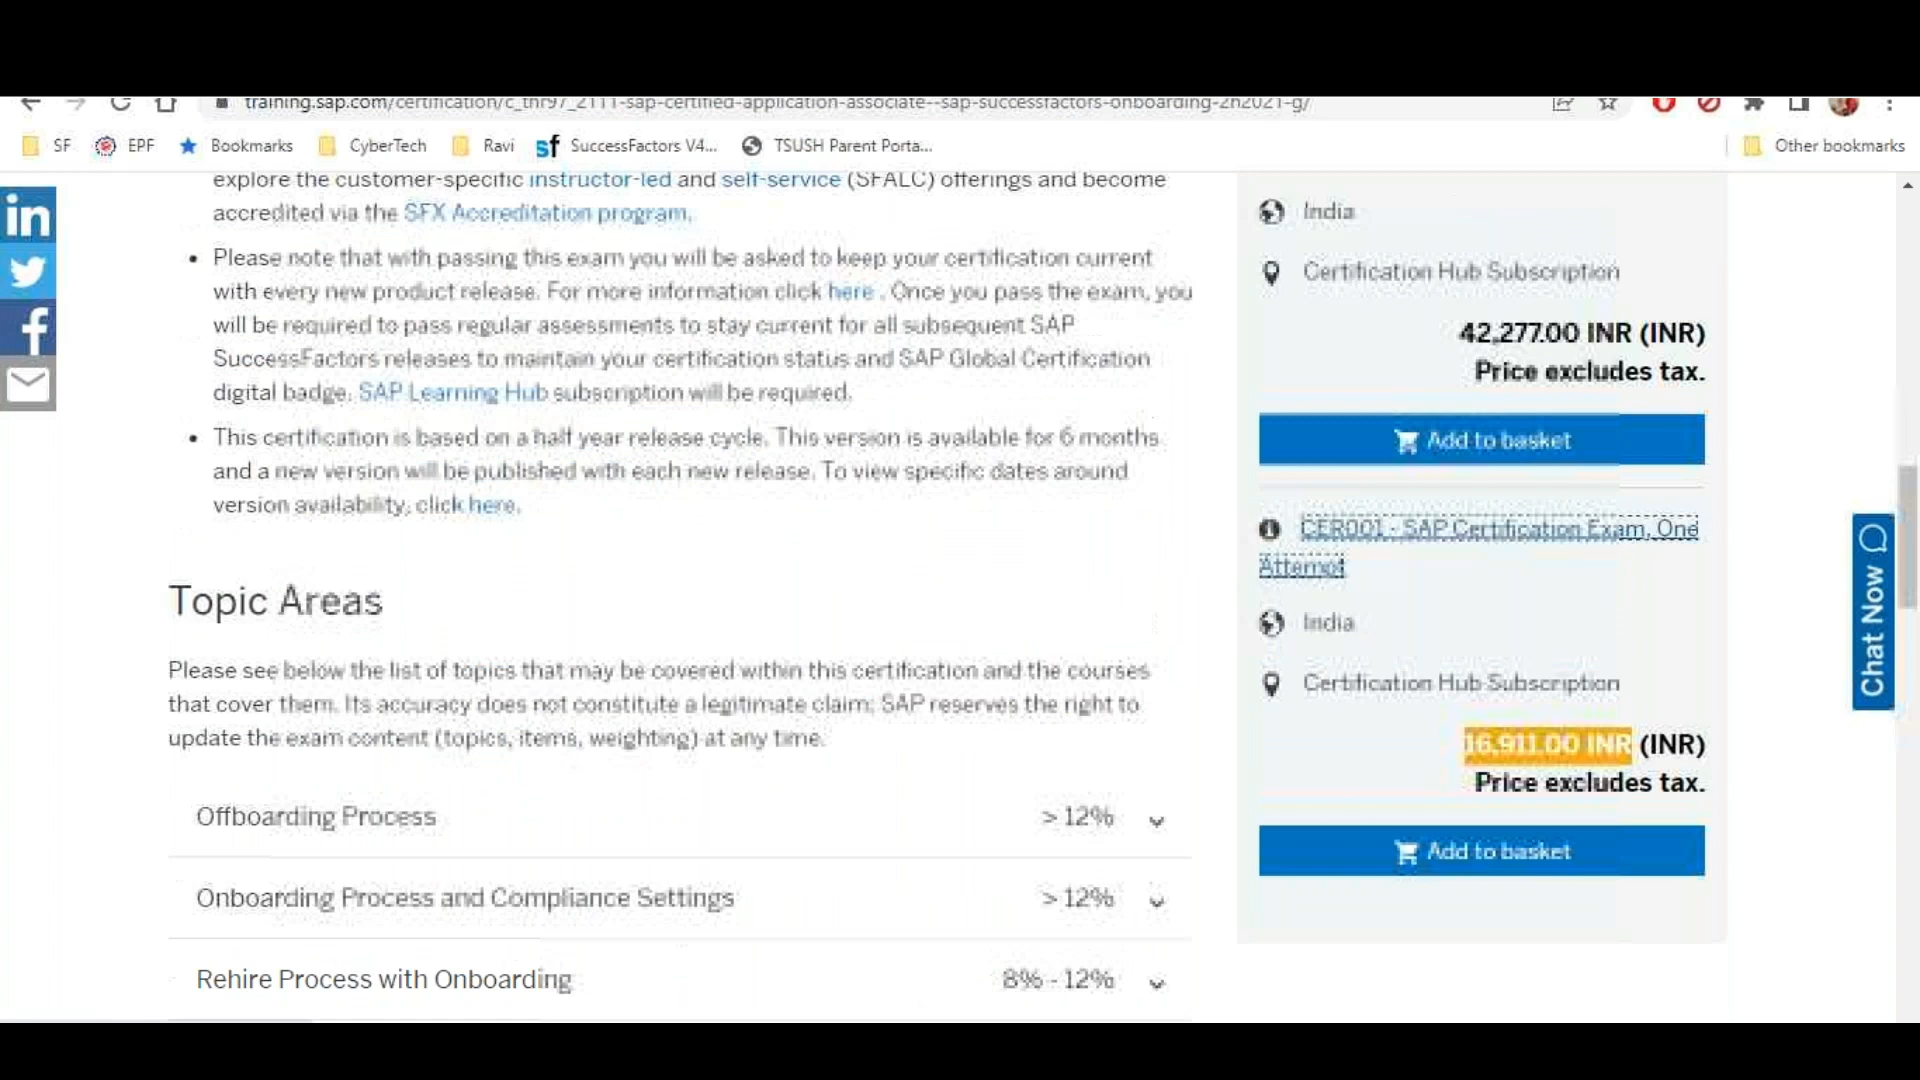 training.sap.com/certification/c_thr97_2111-sap-certified-application-associate--sap-successfactors-onboarding-2h2021-g/
SF EPF Bookmarks CyberTech Ravi sf SuccessFactors V4... TSUSH Parent Porta... Other bookmarks
explore the customer-specific instructor-led and self-service (SFALC) offerings and become
accredited via the SFX Accreditation program.
• Please note that with passing this exam you will be asked to keep your certification current
with every new product release. For more information click here . Once you pass the exam, you
will be required to pass regular assessments to stay current for all subsequent SAP
SuccessFactors releases to maintain your certification status and SAP Global Certification
digital badge. SAP Learning Hub subscription will be required.
• This certification is based on a half year release cycle. This version is available for 6 months
and a new version will be published with each new release. To view specific dates around
version availability, click here.
Topic Areas
Please see below the list of topics that may be covered within this certification and the courses
that cover them. Its accuracy does not constitute a legitimate claim; SAP reserves the right to
update the exam content (topics, items, weighting) at any time.
Offboarding Process > 12%
Onboarding Process and Compliance Settings > 12%
Rehire Process with Onboarding 8% - 12%
India
Certification Hub Subscription
42,277.00 INR (INR)
Price excludes tax.
Add to basket
CER001 - SAP Certification Exam, One
Attempt
India
Certification Hub Subscription
16,911.00 INR (INR)
Price excludes tax.
Add to basket
Chat Now
in
f